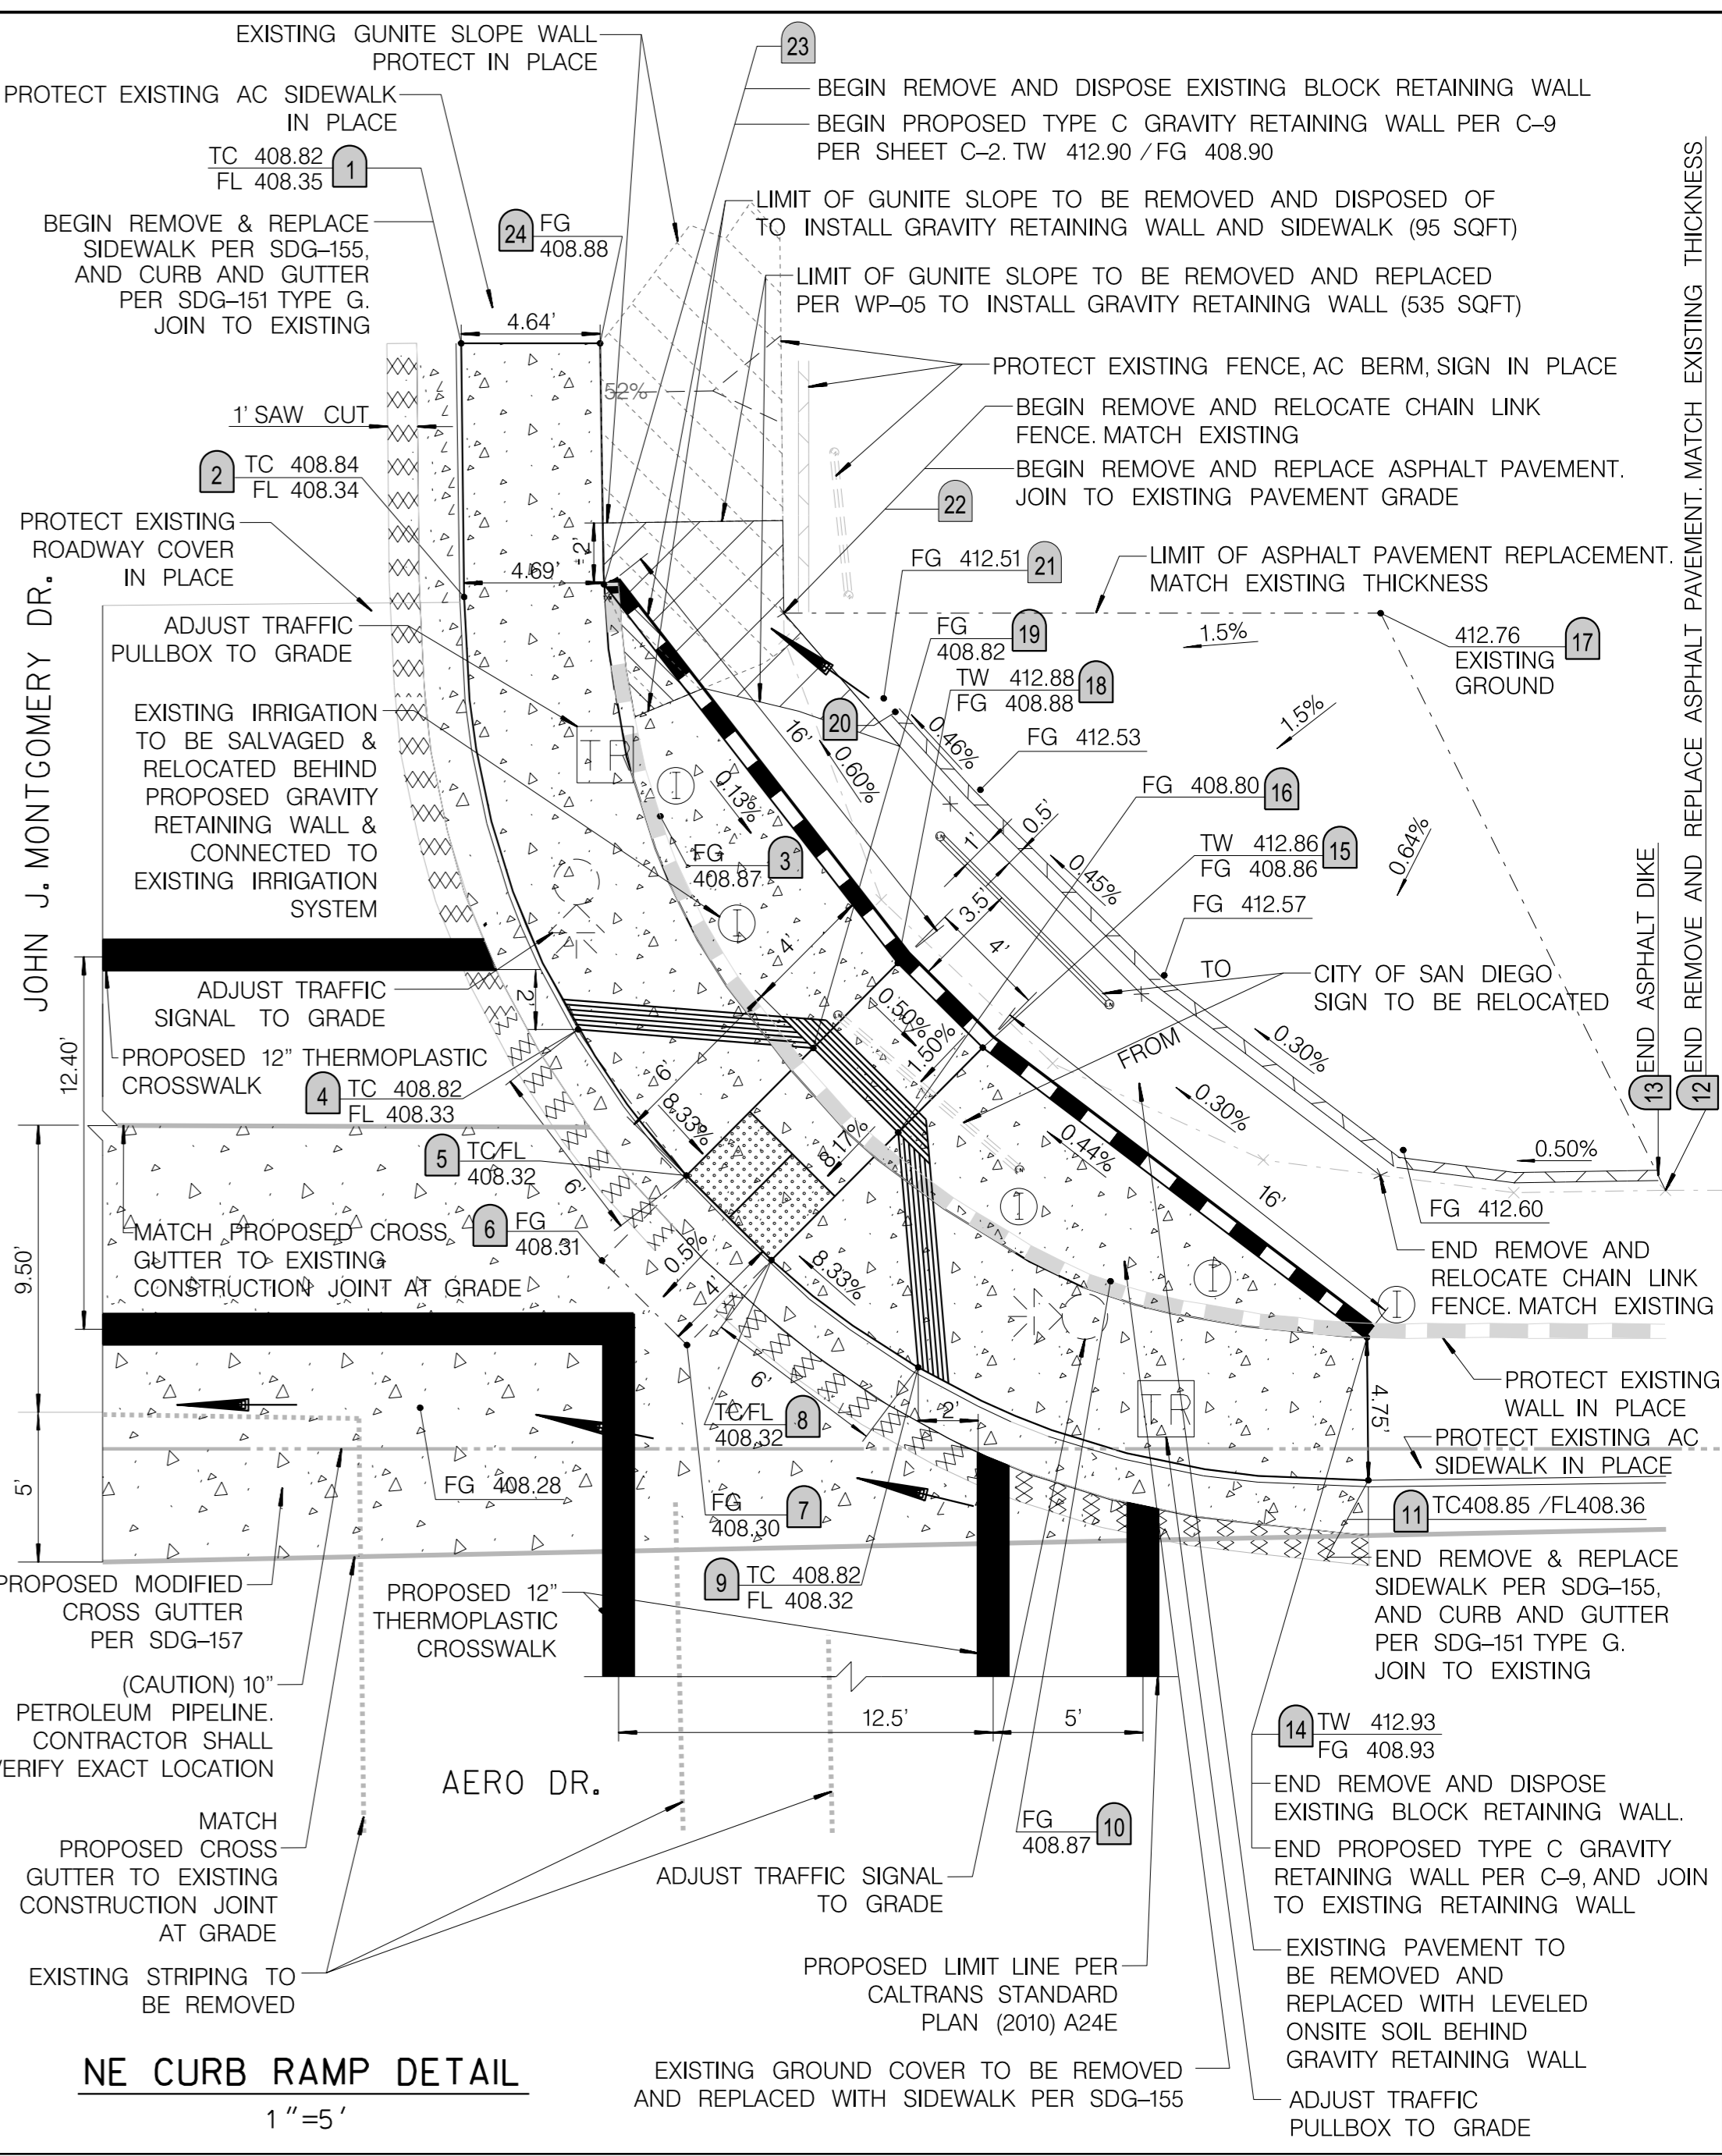 EXISTING GUNITE SLOPE WALL
PROTECT IN PLACE
23
PROTECT EXISTING AC SIDEWALK
IN PLACE
BEGIN REMOVE AND DISPOSE EXISTING BLOCK RETAINING WALL
BEGIN PROPOSED TYPE C GRAVITY RETAINING WALL PER C-9
PER SHEET C-2. TW 412.90 / FG 408.90
TC 408.82
FL 408.35
1
BEGIN REMOVE & REPLACE
SIDEWALK PER SDG-155,
AND CURB AND GUTTER
PER SDG-151 TYPE G.
JOIN TO EXISTING
24
FG
408.88
LIMIT OF GUNITE SLOPE TO BE REMOVED AND DISPOSED OF
TO INSTALL GRAVITY RETAINING WALL AND SIDEWALK (95 SQFT)
LIMIT OF GUNITE SLOPE TO BE REMOVED AND REPLACED
PER WP-05 TO INSTALL GRAVITY RETAINING WALL (535 SQFT)
4.64'
PROTECT EXISTING FENCE, AC BERM, SIGN IN PLACE
52%
1' SAW CUT
BEGIN REMOVE AND RELOCATE CHAIN LINK
FENCE. MATCH EXISTING
2
TC 408.84
FL 408.34
BEGIN REMOVE AND REPLACE ASPHALT PAVEMENT.
JOIN TO EXISTING PAVEMENT GRADE
22
PROTECT EXISTING
ROADWAY COVER
IN PLACE
2'
4.69'
FG 412.51
21
LIMIT OF ASPHALT PAVEMENT REPLACEMENT.
MATCH EXISTING THICKNESS
ADJUST TRAFFIC
PULLBOX TO GRADE
FG
408.82
19
1.5%
412.76
EXISTING
GROUND
17
TW 412.88
FG 408.88
18
JOHN J. MONTGOMERY DR.
EXISTING IRRIGATION
TO BE SALVAGED &
RELOCATED BEHIND
PROPOSED GRAVITY
RETAINING WALL &
CONNECTED TO
EXISTING IRRIGATION
SYSTEM
TR
16'
20
0.46%
1.5%
FG 412.53
0.60%
0.13%
FG 408.80
16
1'
0.5'
FG
408.87
3
TW 412.86
FG 408.86
15
0.64%
0.45%
3.5'
FG 412.57
4'
4'
ADJUST TRAFFIC
SIGNAL TO GRADE
2'
TO
CITY OF SAN DIEGO
SIGN TO BE RELOCATED
0.50%
1.50%
FROM
0.30%
END ASPHALT DIKE
13
END REMOVE AND REPLACE ASPHALT PAVEMENT. MATCH EXISTING THICKNESS
12
12.40'
PROPOSED 12" THERMOPLASTIC
CROSSWALK
4
TC 408.82
FL 408.33
6'
8.33%
0.30%
0.44%
8.17%
5
TC/FL
408.32
0.50%
9.50'
6'
16'
MATCH PROPOSED CROSS
GUTTER TO EXISTING
CONSTRUCTION JOINT AT GRADE
6
FG
408.31
FG 412.60
0.5%
4'
8.33%
END REMOVE AND
RELOCATE CHAIN LINK
FENCE. MATCH EXISTING
6'
PROTECT EXISTING
WALL IN PLACE
4.75'
TC/FL
408.32
8
2'
TR
PROTECT EXISTING AC
SIDEWALK IN PLACE
5'
FG 408.28
FG
408.30
7
11
TC408.85 /FL408.36
PROPOSED MODIFIED
CROSS GUTTER
PER SDG-157
PROPOSED 12"
THERMOPLASTIC
CROSSWALK
9
TC 408.82
FL 408.32
END REMOVE & REPLACE
SIDEWALK PER SDG-155,
AND CURB AND GUTTER
PER SDG-151 TYPE G.
JOIN TO EXISTING
(CAUTION) 10"
PETROLEUM PIPELINE.
CONTRACTOR SHALL
VERIFY EXACT LOCATION
12.5'
5'
14
TW 412.93
FG 408.93
AERO DR.
END REMOVE AND DISPOSE
EXISTING BLOCK RETAINING WALL.
MATCH
PROPOSED CROSS
GUTTER TO EXISTING
CONSTRUCTION JOINT
AT GRADE
FG
408.87
10
END PROPOSED TYPE C GRAVITY
RETAINING WALL PER C-9, AND JOIN
TO EXISTING RETAINING WALL
ADJUST TRAFFIC SIGNAL
TO GRADE
EXISTING STRIPING TO
BE REMOVED
PROPOSED LIMIT LINE PER
CALTRANS STANDARD
PLAN (2010) A24E
EXISTING PAVEMENT TO
BE REMOVED AND
REPLACED WITH LEVELED
ONSITE SOIL BEHIND
GRAVITY RETAINING WALL
NE CURB RAMP DETAIL
1"=5'
EXISTING GROUND COVER TO BE REMOVED
AND REPLACED WITH SIDEWALK PER SDG-155
ADJUST TRAFFIC
PULLBOX TO GRADE